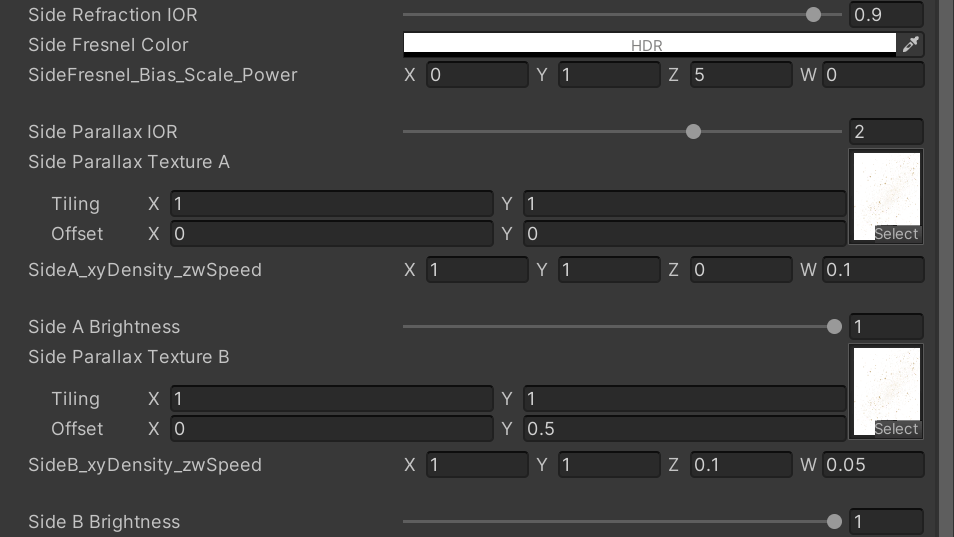 Side Refraction IOR 0.9
Side Fresnel Color HDR
SideFresnel_Bias_Scale_Power X 0 Y 1 Z 5 W 0
Side Parallax IOR 2
Side Parallax Texture A
Tiling X 1 Y 1
Offset X 0 Y 0
Select
SideA_xyDensity_zwSpeed X 1 Y 1 Z 0 W 0.1
Side A Brightness 1
Side Parallax Texture B
Tiling X 1 Y 1
Offset X 0 Y 0.5
Select
SideB_xyDensity_zwSpeed X 1 Y 1 Z 0.1 W 0.05
Side B Brightness 1